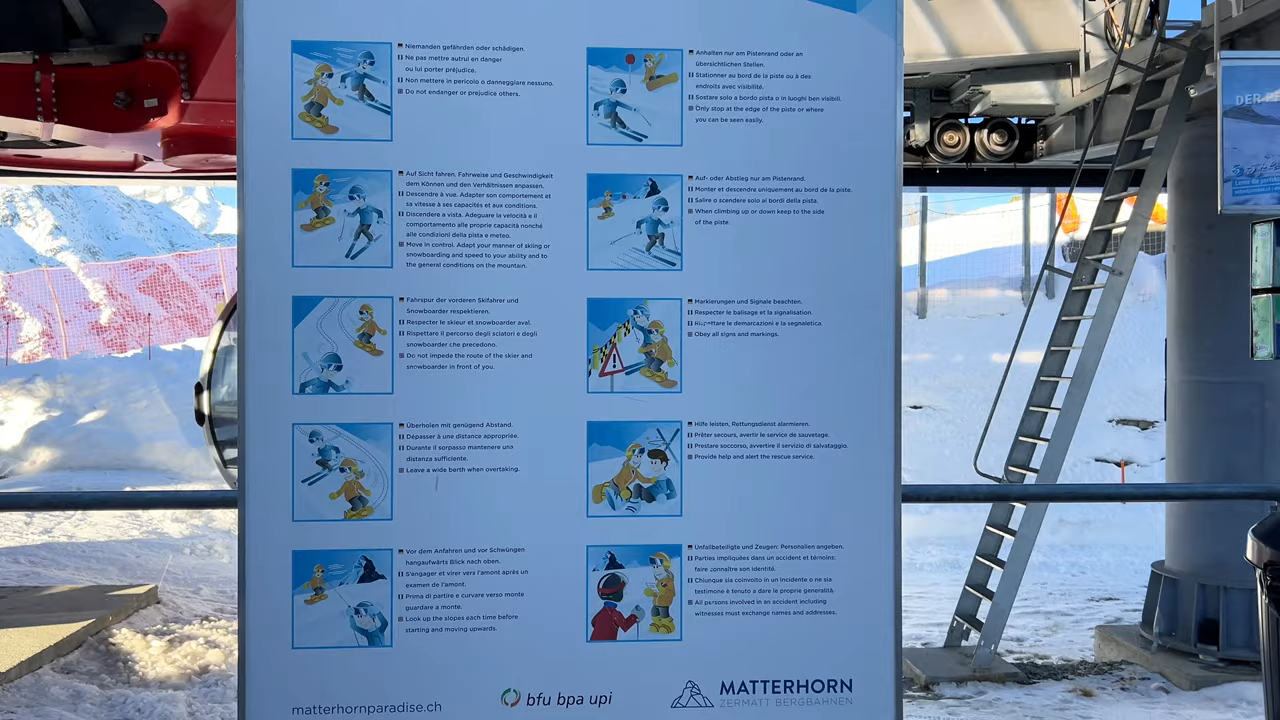 Niemanden gefährden oder schädigen.
Ne pas mettre autrui en danger
ou lui porter préjudice.
Non mettere in pericolo o danneggiare nessuno.
Do not endanger or prejudice others.
Auf Sicht fahren. Fahrweise und Geschwindigkeit
dem Können und den Verhältnissen anpassen.
Descendre à vue. Adapter son comportement et
sa vitesse à ses capacités et aux conditions.
Discendere a vista. Adeguare la velocità e il
comportamento alle proprie capacità nonché
alle condizioni della pista e meteo.
Move in control. Adapt your manner of skiing or
snowboarding and speed to your ability and to
the general conditions on the mountain.
Fahrspur der vorderen Skifahrer und
Snowboarder respektieren.
Respecter le skieur et snowboarder aval.
Rispettare il percorso degli sciatori e degli
snowboarder che precedono.
Do not impede the route of the skier and
snowboarder in front of you.
Überholen mit genügend Abstand.
Dépasser à une distance appropriée.
Durante il sorpasso mantenere una
distanza sufficiente.
Leave a wide berth when overtaking.
Vor dem Anfahren und vor Schwüngen
hangaufwärts Blick nach oben.
S'engager et virer vers l'amont après un
examen de l'amont.
Prima di partire e curvare verso monte
guardare a monte.
Look up the slopes each time before
starting and moving upwards.
Anhalten nur am Pistenrand oder an
übersichtlichen Stellen.
Stationner au bord de la piste ou à des
endroits avec visibilité.
Sostare solo a bordo pista o in luoghi ben visibili.
Only stop at the edge of the piste or where
you can be seen easily.
Auf- oder Abstieg nur am Pistenrand.
Monter et descendre uniquement au bord de la piste.
Salire o scendere solo ai bordi della pista.
When climbing up or down keep to the side
of the piste.
Markierungen und Signale beachten.
Respecter le balisage et la signalisation.
Rispettare le demarcazioni e la segnaletica.
Obey all signs and markings.
Hilfe leisten, Rettungsdienst alarmieren.
Prêter secours, avertir le service de sauvetage.
Prestare soccorso, avvertire il servizio di salvataggio.
Provide help and alert the rescue service.
Unfallbeteiligte und Zeugen: Personalien angeben.
Parties impliquées dans un accident et témoins:
faire connaître son identité.
Chiunque sia coinvolto in un incidente o ne sia
testimone è tenuto a dare le proprie generalità.
All persons involved in an accident including
witnesses must exchange names and addresses.
matterhornparadise.ch
bfu bpa upi
MATTERHORN
ZERMATT BERGBAHNEN
DER